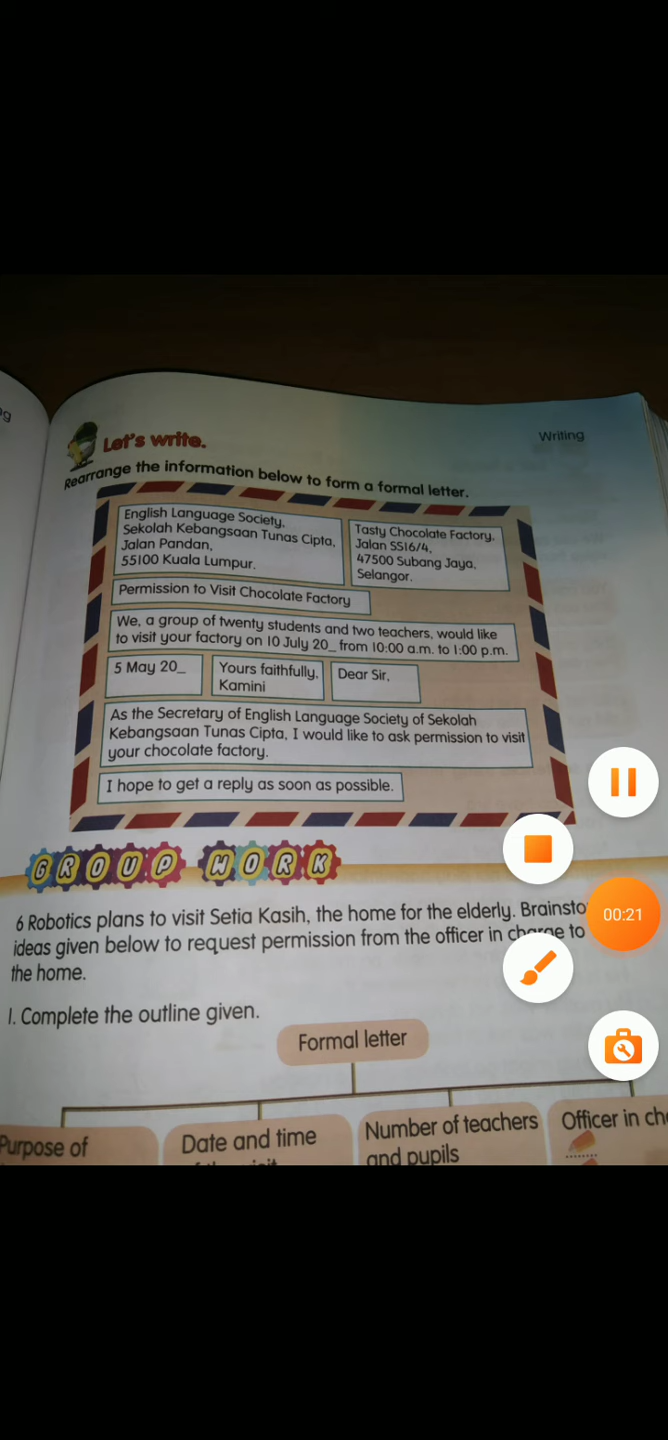 Let's write.
Writing
Rearrange the information below to form a formal letter.
English Language Society,
Sekolah Kebangsaan Tunas Cipta,
Jalan Pandan,
55100 Kuala Lumpur.
Tasty Chocolate Factory,
Jalan SS16/4,
47500 Subang Jaya,
Selangor.
Permission to Visit Chocolate Factory
We, a group of twenty students and two teachers, would like
to visit your factory on 10 July 20_ from 10:00 a.m. to 1:00 p.m.
5 May 20_
Yours faithfully,
Kamini
Dear Sir,
As the Secretary of English Language Society of Sekolah
Kebangsaan Tunas Cipta, I would like to ask permission to visit
your chocolate factory.
I hope to get a reply as soon as possible.
GROUP WORK
00:21
6 Robotics plans to visit Setia Kasih, the home for the elderly. Brainsto
ideas given below to request permission from the officer in charge to
the home.
1. Complete the outline given.
Formal letter
Purpose of
Date and time
Number of teachers
and pupils
Officer in ch